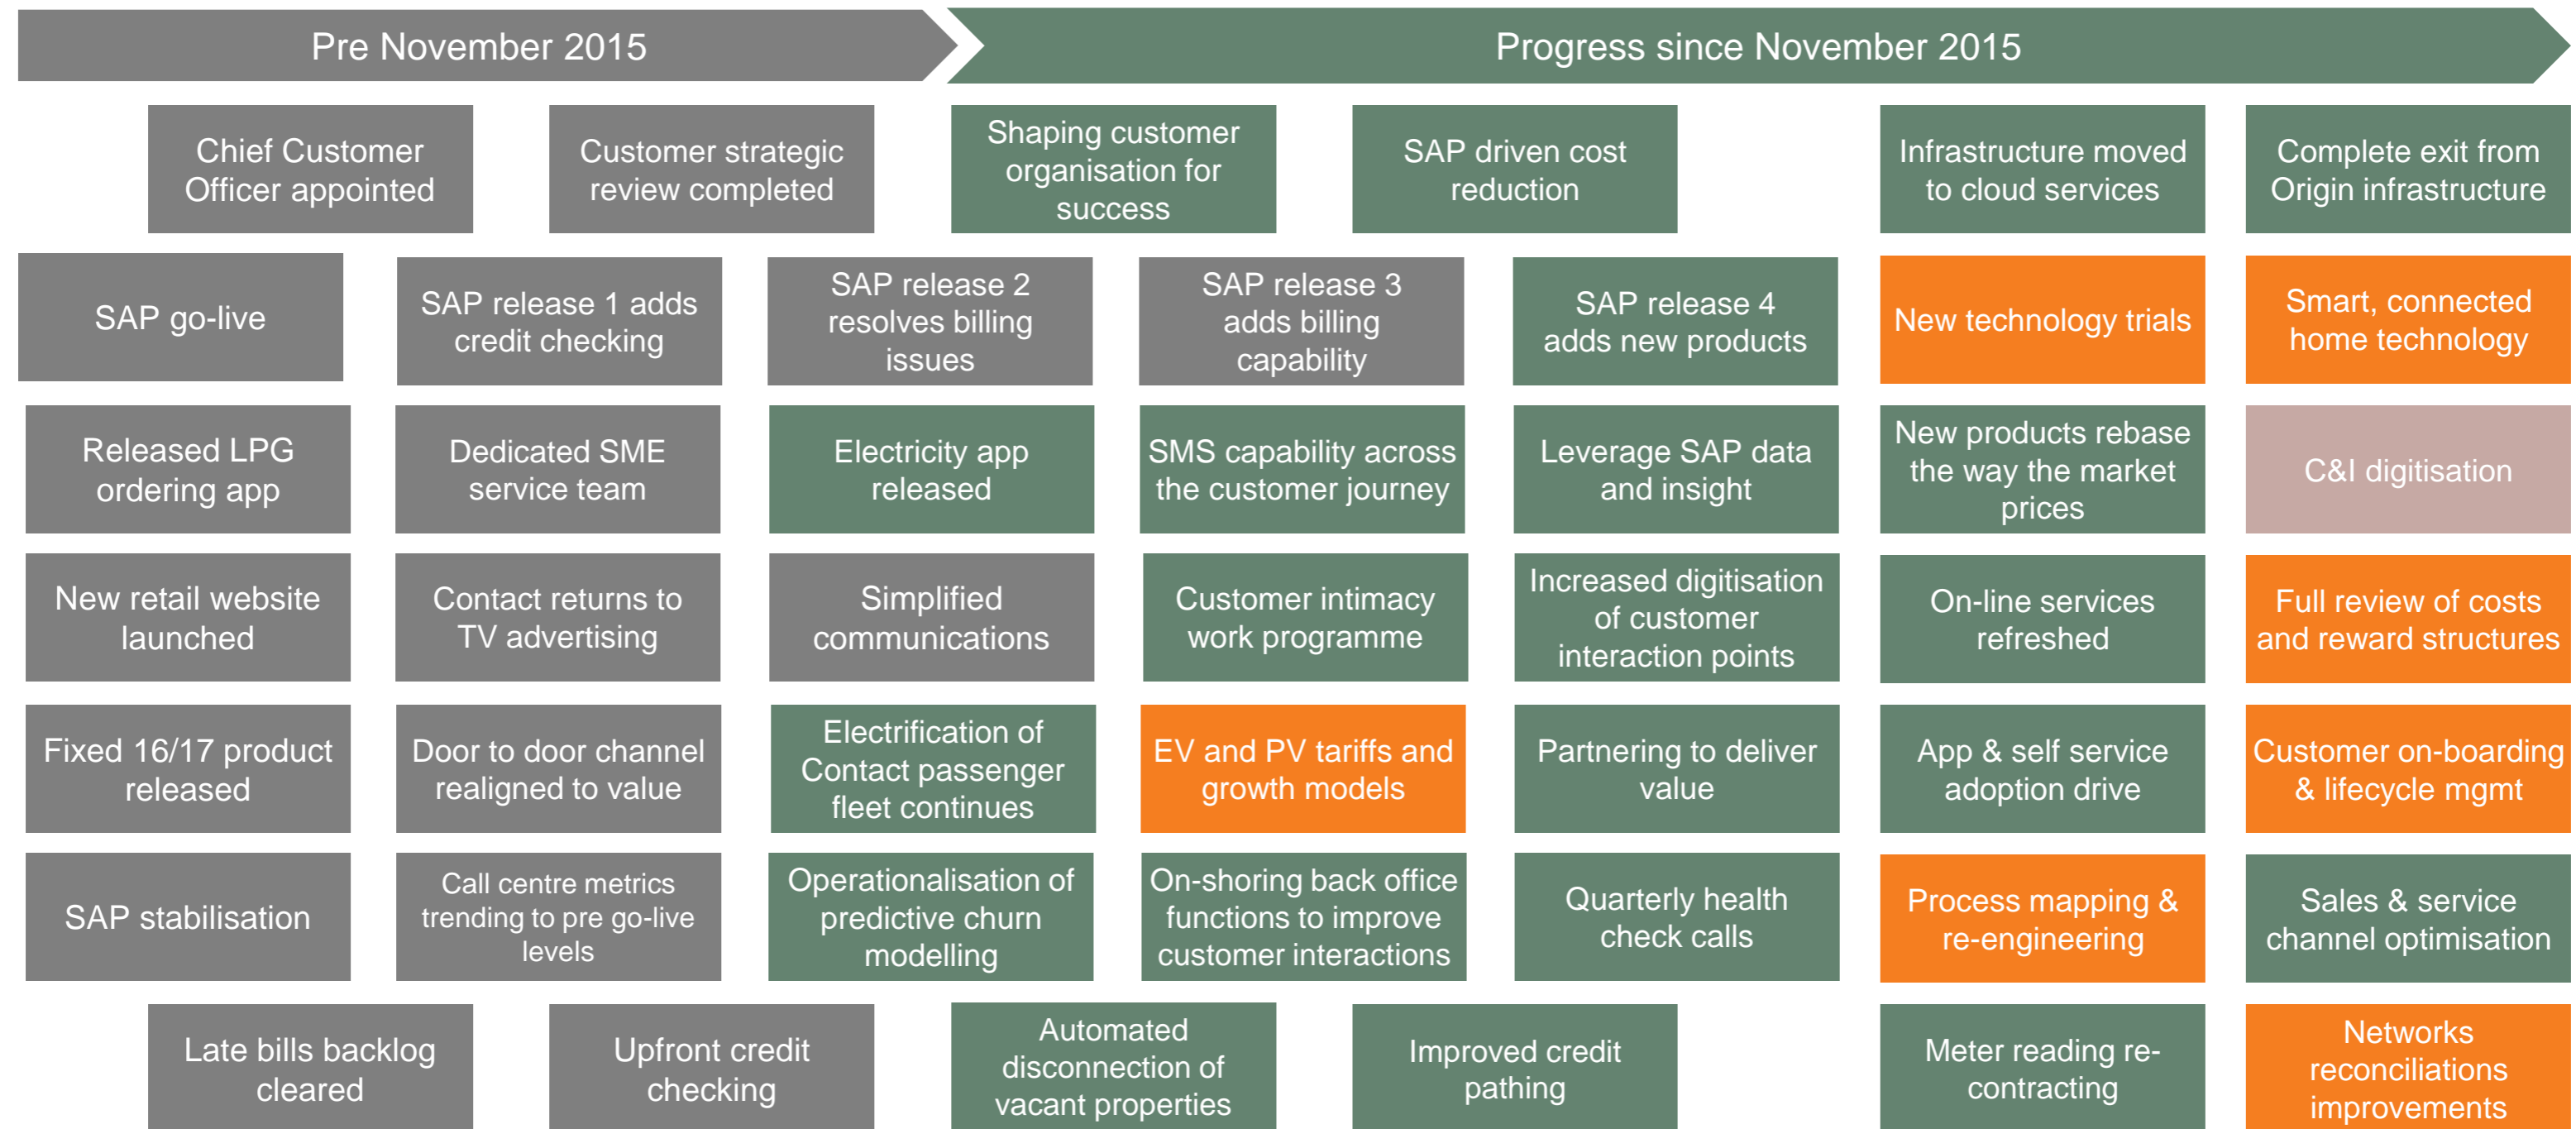 Pre November 2015
Progress since November 2015
Chief Customer
Officer appointed
Customer strategic
review completed
Shaping customer
organisation for
success
SAP driven cost
reduction
Infrastructure moved
to cloud services
Complete exit from
Origin infrastructure
SAP go-live
SAP release 1 adds
credit checking
SAP release 2
resolves billing
issues
SAP release 3
adds billing
capability
SAP release 4
adds new products
New technology trials
Smart, connected
home technology
Released LPG
ordering app
Dedicated SME
service team
Electricity app
released
SMS capability across
the customer journey
Leverage SAP data
and insight
New products rebase
the way the market
prices
C&I digitisation
New retail website
launched
Contact returns to
TV advertising
Simplified
communications
Customer intimacy
work programme
Increased digitisation
of customer
interaction points
On-line services
refreshed
Full review of costs
and reward structures
Fixed 16/17 product
released
Door to door channel
realigned to value
Electrification of
Contact passenger
fleet continues
EV and PV tariffs and
growth models
Partnering to deliver
value
App & self service
adoption drive
Customer on-boarding
& lifecycle mgmt
SAP stabilisation
Call centre metrics
trending to pre go-live
levels
Operationalisation of
predictive churn
modelling
On-shoring back office
functions to improve
customer interactions
Quarterly health
check calls
Process mapping &
re-engineering
Sales & service
channel optimisation
Late bills backlog
cleared
Upfront credit
checking
Automated
disconnection of
vacant properties
Improved credit
pathing
Meter reading re-
contracting
Networks
reconciliations
improvements